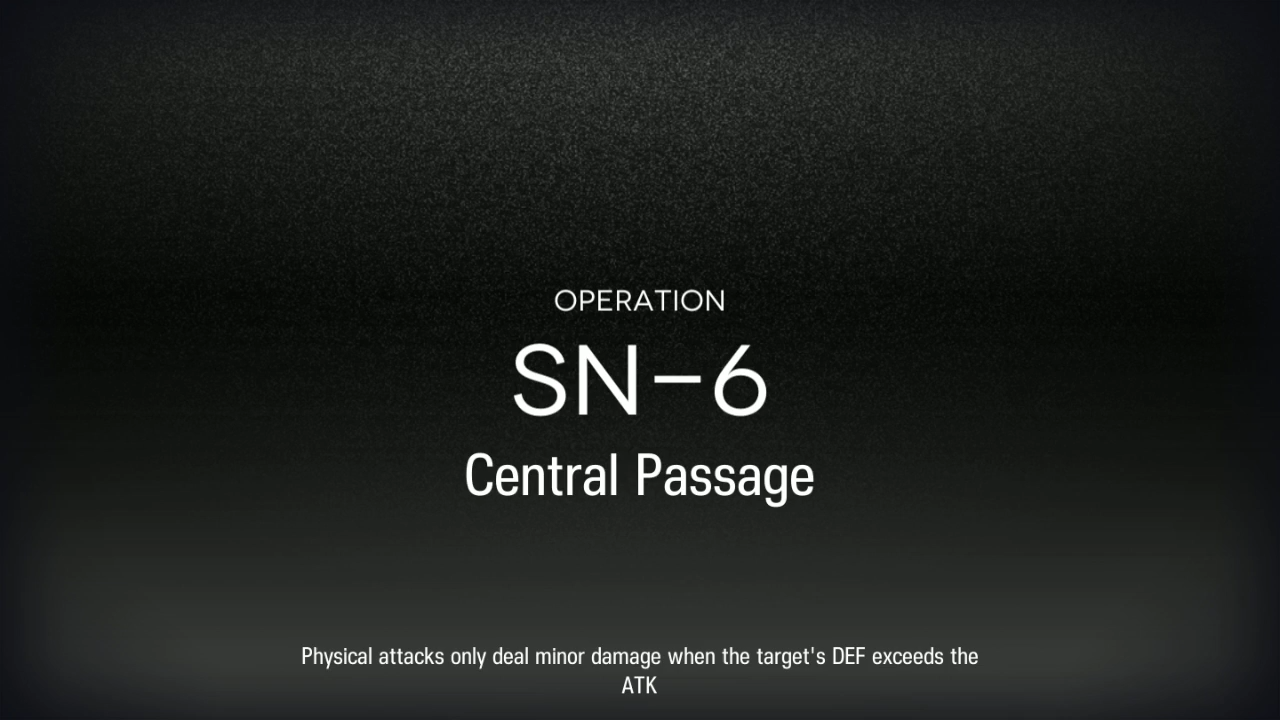 OPERATION
SN-6
Central Passage
Physical attacks only deal minor damage when the target's DEF exceeds the
ATK